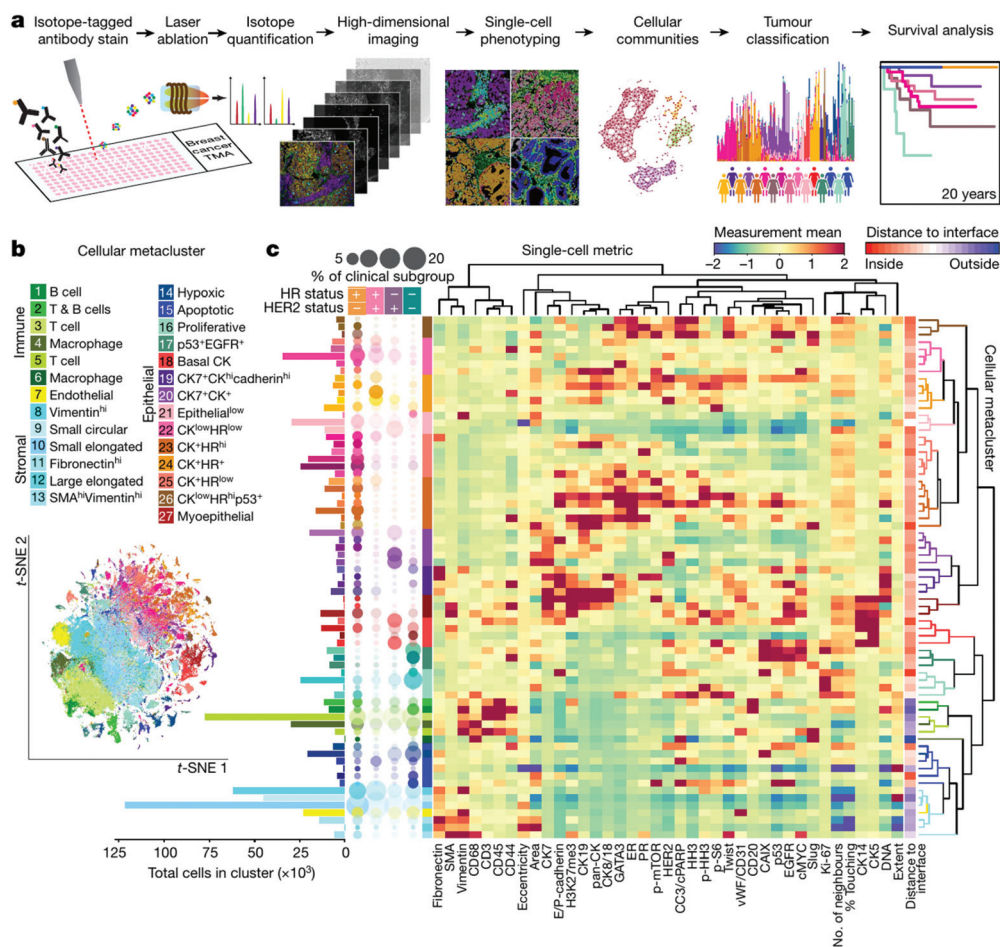 a
Isotope-tagged antibody stain
Laser ablation
Isotope quantification
High-dimensional imaging
Single-cell phenotyping
Cellular communities
Tumour classification
Survival analysis
Breast cancer TMA
20 years
b
Cellular metacluster
Immune
1 B cell
2 T & B cells
3 T cell
4 Macrophage
5 T cell
6 Macrophage
7 Endothelial
Stromal
8 Vimentinhi
9 Small circular
10 Small elongated
11 Fibronectinhi
12 Large elongated
13 SMAhiVimentinhi
Epithelial
14 Hypoxic
15 Apoptotic
16 Proliferative
17 p53+EGFR+
18 Basal CK
19 CK7+CKhicadherinhi
20 CK7+CK+
21 Epitheliallow
22 CKlowHRlow
23 CK+HRhi
24 CK+HR+
25 CK+HRlow
26 CKlowHRhip53+
27 Myoepithelial
t-SNE 2
t-SNE 1
c
5 20
% of clinical subgroup
HR status + + − −
HER2 status − + + −
Single-cell metric
Measurement mean
−2 −1 0 1 2
Distance to interface
Inside Outside
Cellular metacluster
125 100 75 50 25 0
Total cells in cluster (×10³)
Fibronectin
SMA
Vimentin
CD68
CD3
CD45
CD44
Eccentricity
Area
CK7
E/P-cadherin
H3K27me3
CK19
pan-CK
CK8/18
GATA3
ER
PR
p-mTOR
HER2
CC3/cPARP
HH3
p-HH3
p-S6
Twist
vWF/CD31
CD20
CAIX
p53
EGFR
cMYC
Slug
Ki-67
No. of neighbours
% Touching
CK14
CK5
DNA
Extent
Distance to interface